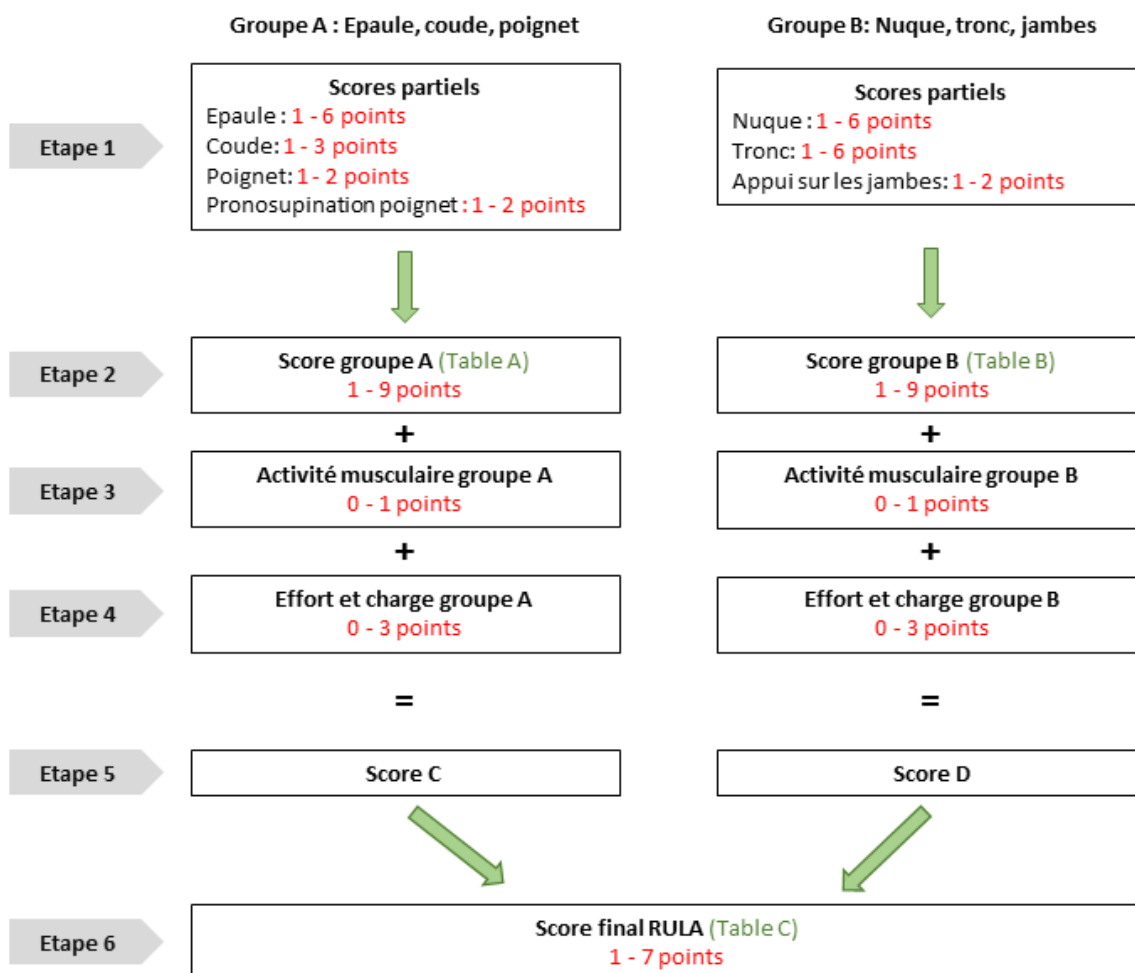 Groupe A : Epaule, coude, poignet
Groupe B: Nuque, tronc, jambes
Etape 1
Scores partiels
Epaule : 1 - 6 points
Coude: 1 - 3 points
Poignet: 1 - 2 points
Pronosupination poignet : 1 - 2 points
Scores partiels
Nuque : 1 - 6 points
Tronc: 1 - 6 points
Appui sur les jambes: 1 - 2 points
Etape 2
Score groupe A (Table A)
1 - 9 points
Score groupe B (Table B)
1 - 9 points
+
+
Etape 3
Activité musculaire groupe A
0 - 1 points
Activité musculaire groupe B
0 - 1 points
+
+
Etape 4
Effort et charge groupe A
0 - 3 points
Effort et charge groupe B
0 - 3 points
=
=
Etape 5
Score C
Score D
Etape 6
Score final RULA (Table C)
1 - 7 points